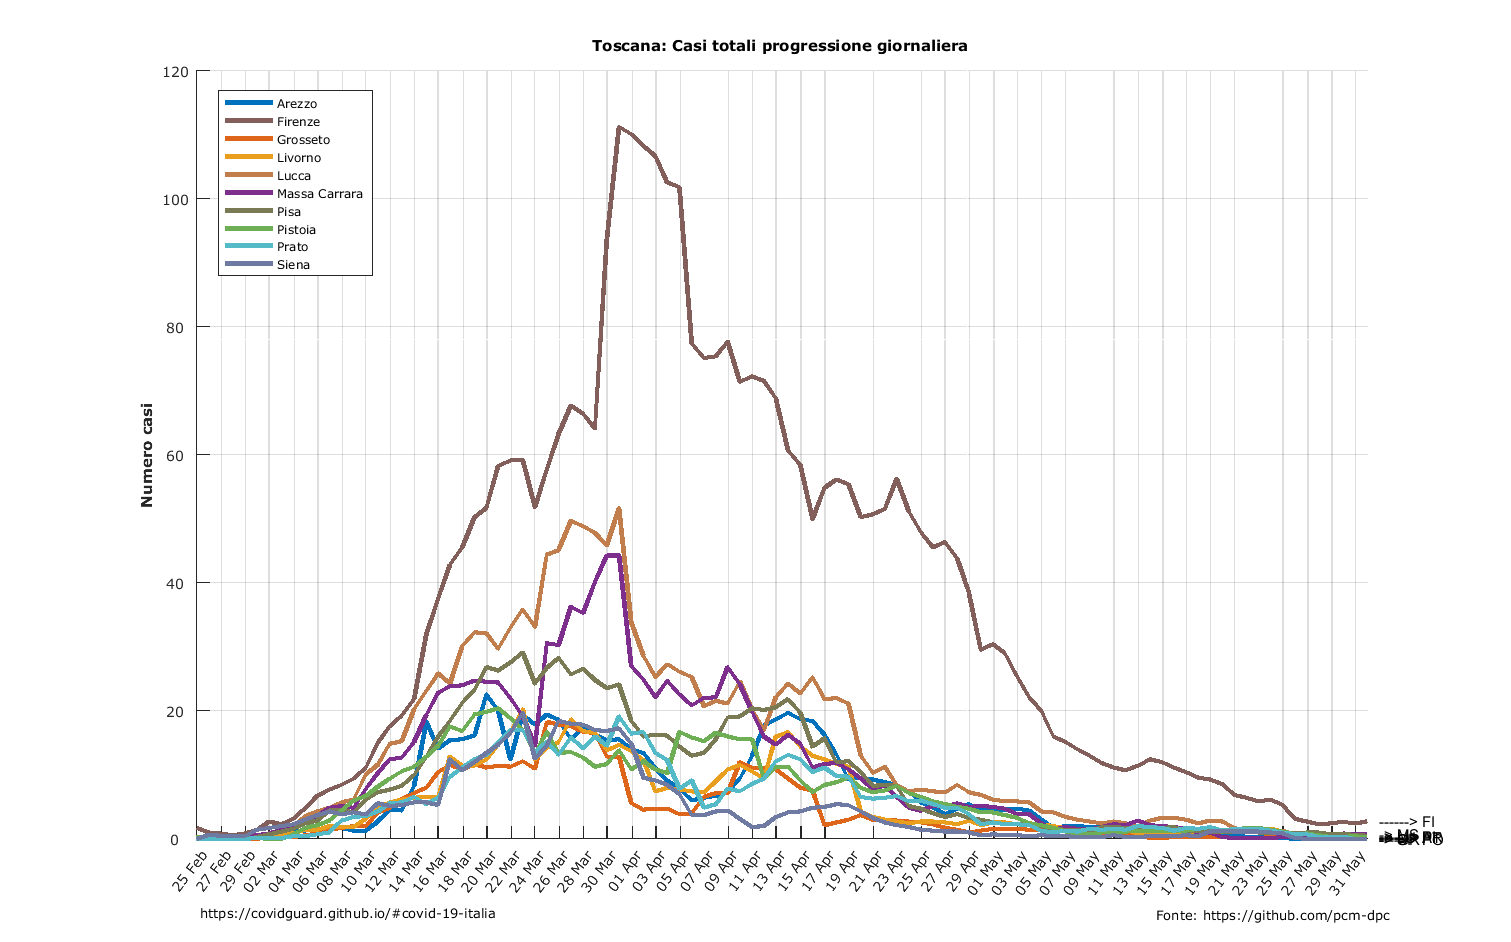 Toscana: Casi totali progressione giornaliera
Numero casi
120
100
80
60
40
20
0
Arezzo
Firenze
Grosseto
Livorno
Lucca
Massa Carrara
Pisa
Pistoia
Prato
Siena
25 Feb
27 Feb
29 Feb
02 Mar
04 Mar
06 Mar
08 Mar
10 Mar
12 Mar
14 Mar
16 Mar
18 Mar
20 Mar
22 Mar
24 Mar
26 Mar
28 Mar
30 Mar
01 Apr
03 Apr
05 Apr
07 Apr
09 Apr
11 Apr
13 Apr
15 Apr
17 Apr
19 Apr
21 Apr
23 Apr
25 Apr
27 Apr
29 Apr
01 May
03 May
05 May
07 May
09 May
11 May
13 May
15 May
17 May
19 May
21 May
23 May
25 May
27 May
29 May
31 May
------> FI
https://covidguard.github.io/#covid-19-italia
Fonte: https://github.com/pcm-dpc